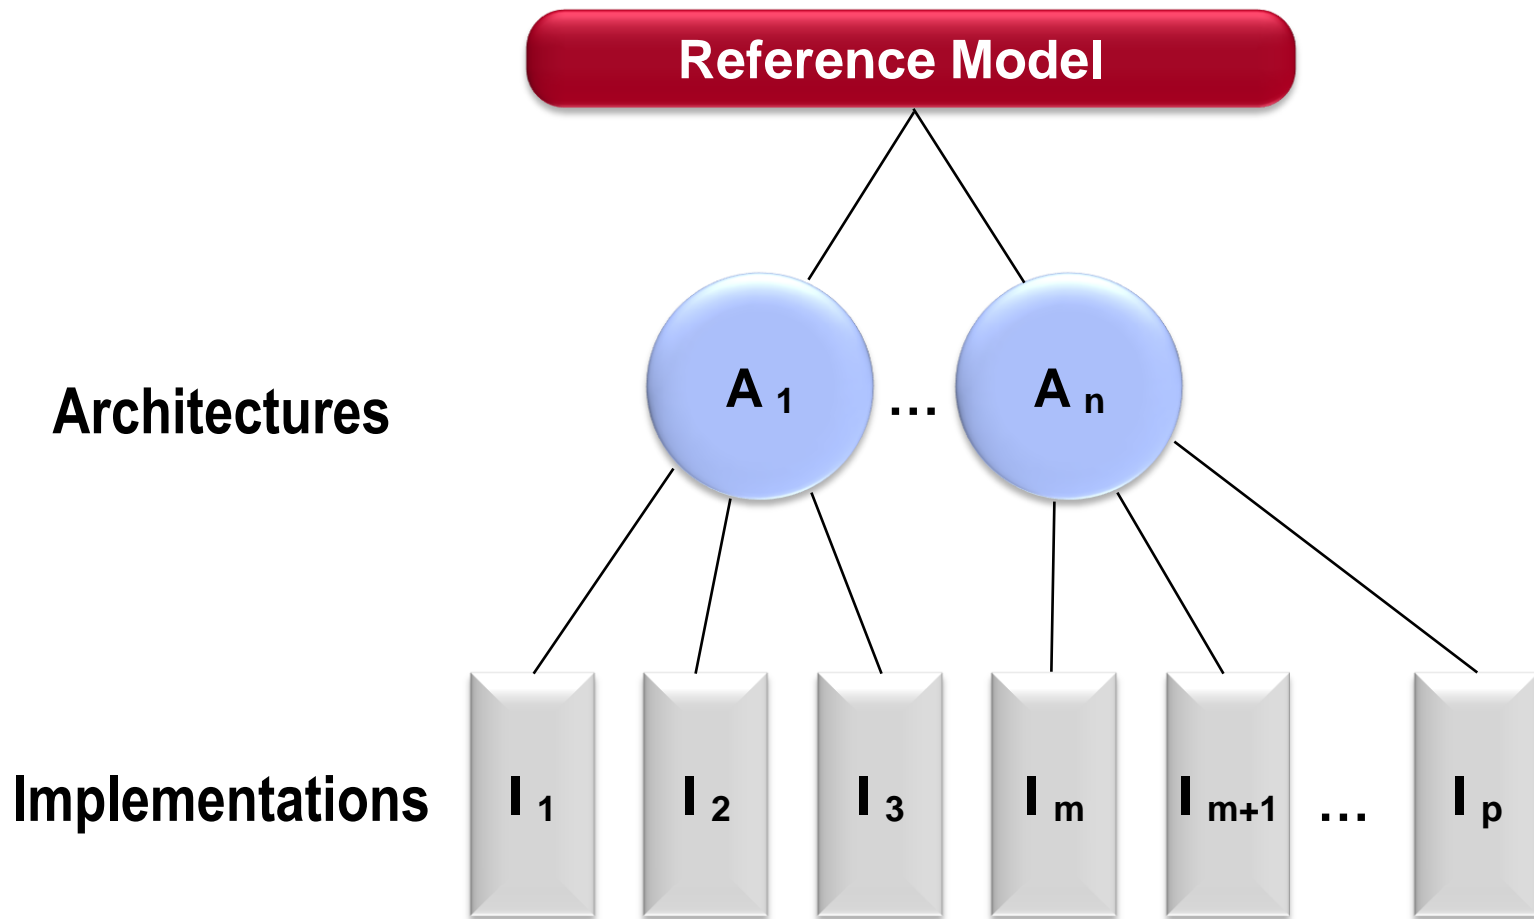 Reference Model
Architectures
A 1 ... A n
Implementations
I 1 I 2 I 3 I m I m+1 ... I p